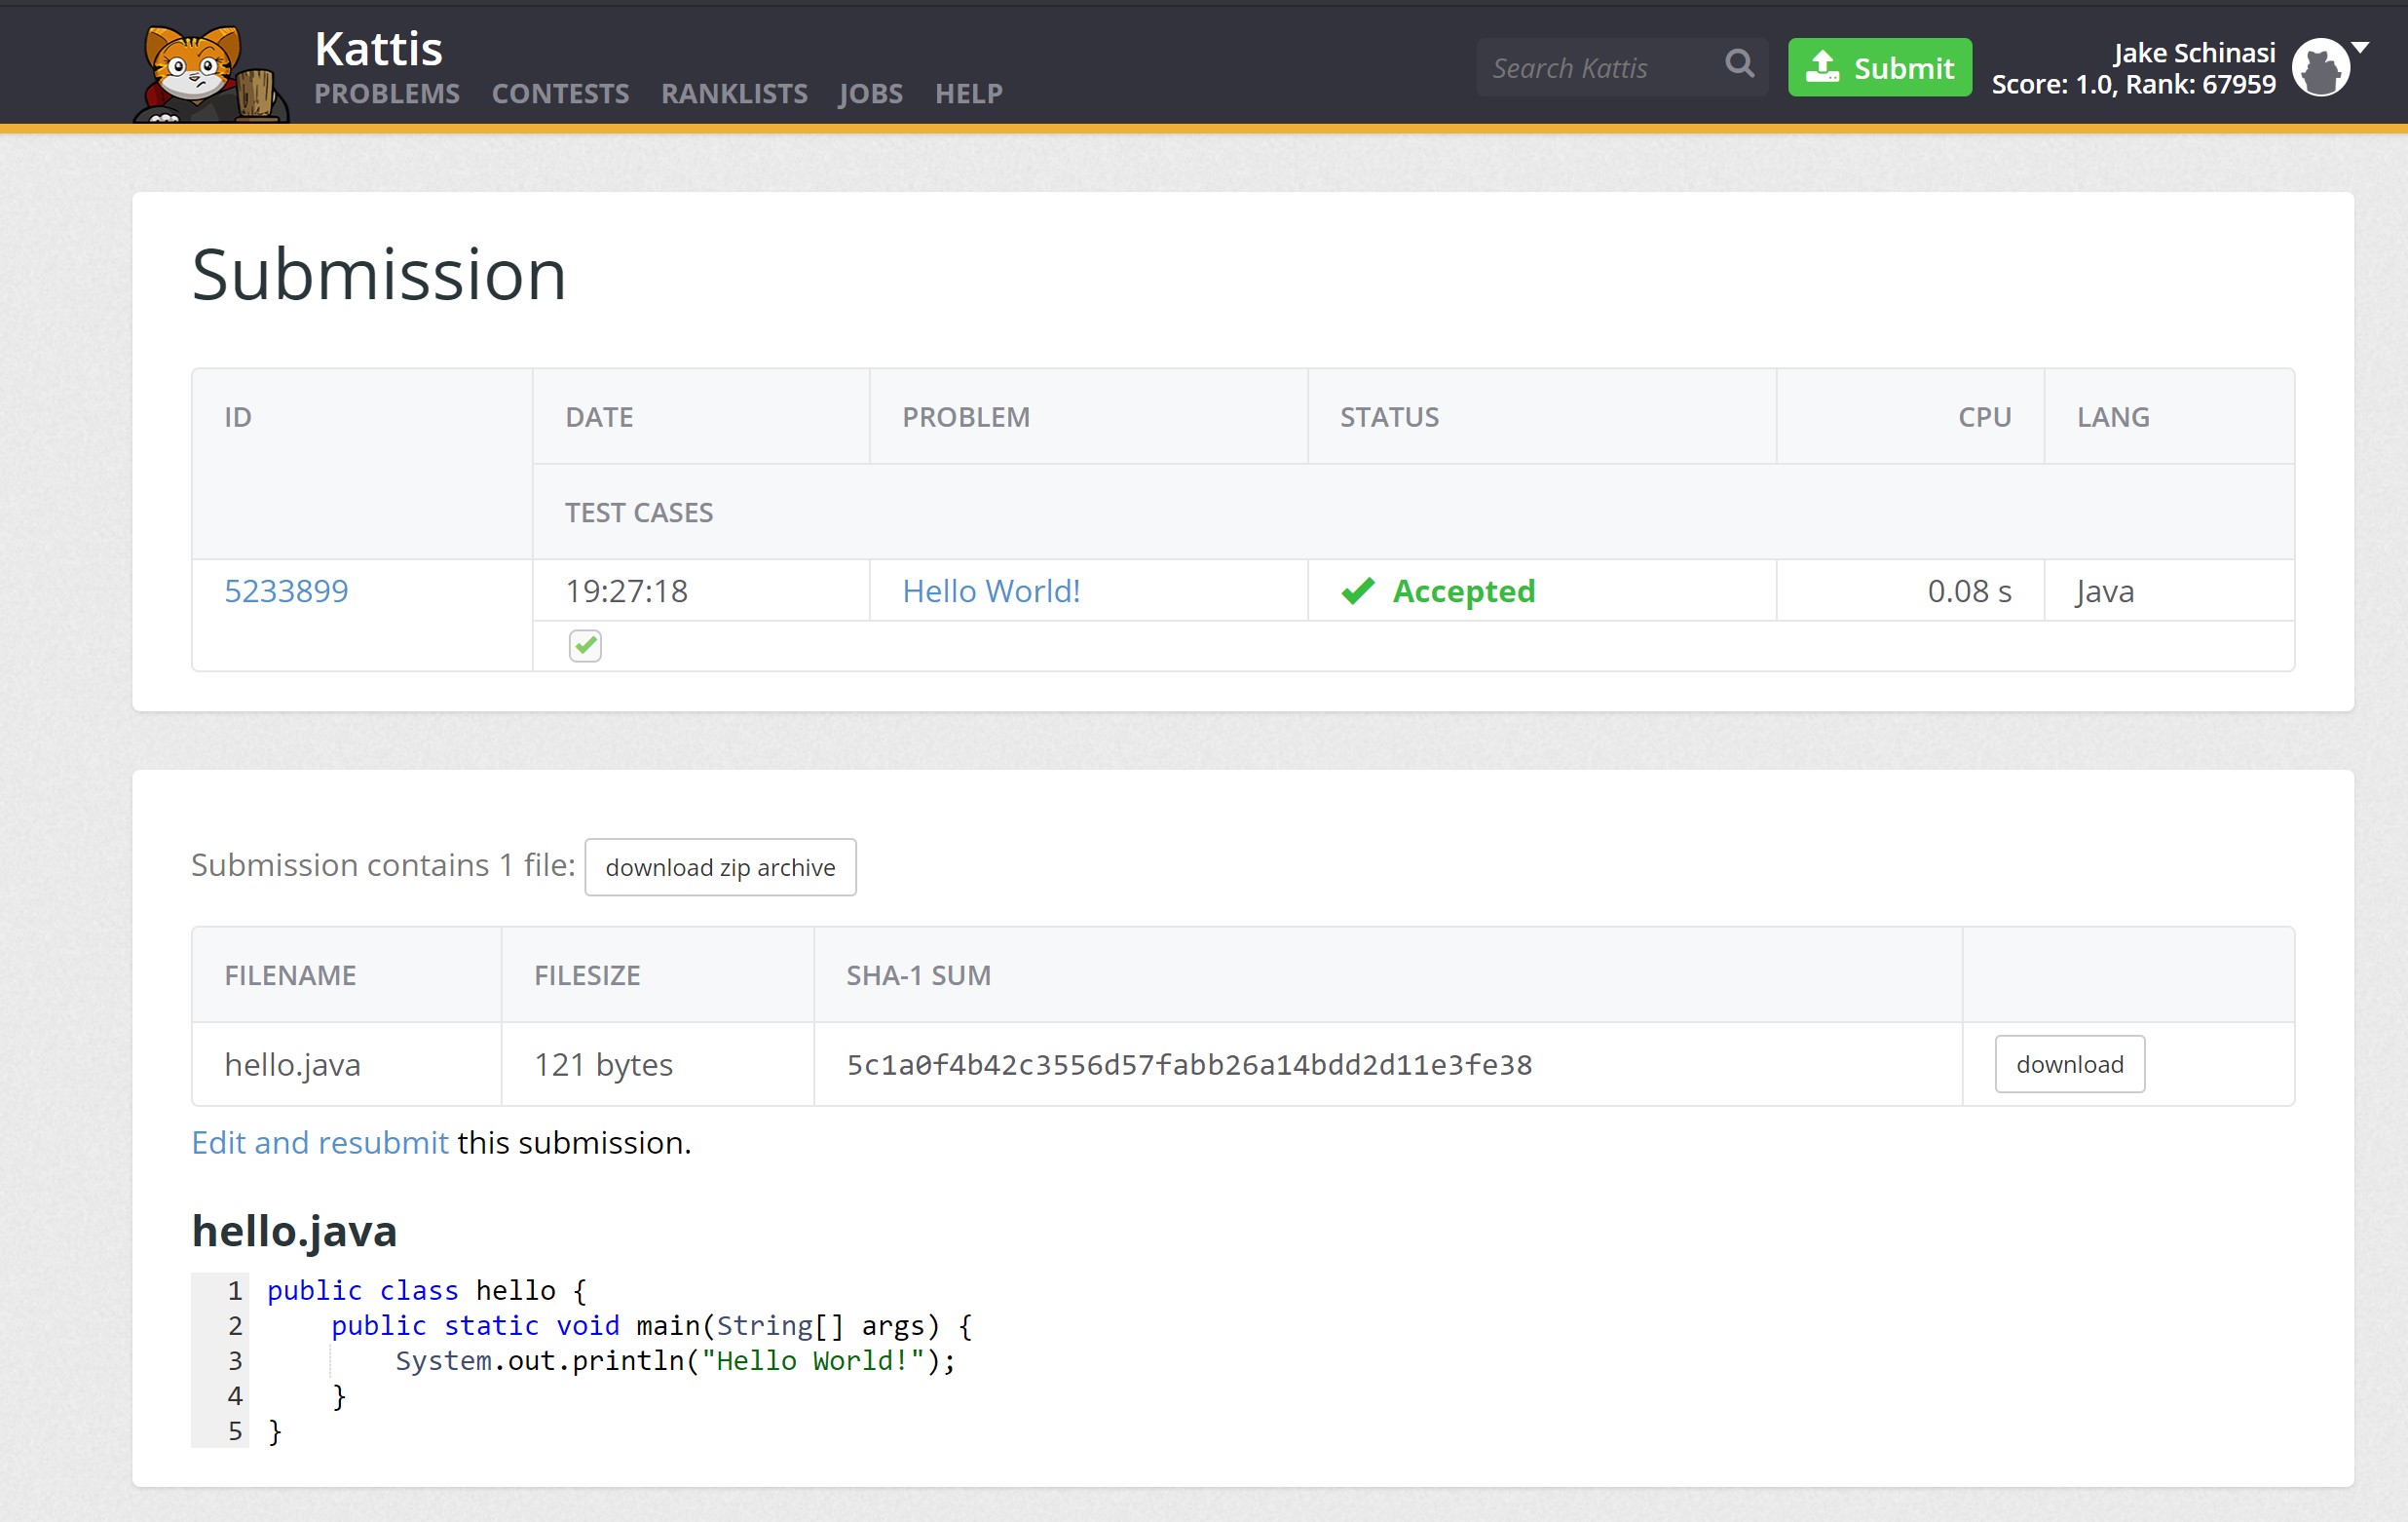 Kattis
PROBLEMS CONTESTS RANKLISTS JOBS HELP
Search Kattis
Submit
Jake Schinasi
Score: 1.0, Rank: 67959
Submission
ID DATE PROBLEM STATUS CPU LANG
TEST CASES
5233899 19:27:18 Hello World! Accepted 0.08 s Java
Submission contains 1 file: download zip archive
FILENAME FILESIZE SHA-1 SUM
hello.java 121 bytes 5c1a0f4b42c3556d57fabb26a14bdd2d11e3fe38 download
Edit and resubmit this submission.
hello.java
1 public class hello {
2     public static void main(String[] args) {
3         System.out.println("Hello World!");
4     }
5 }